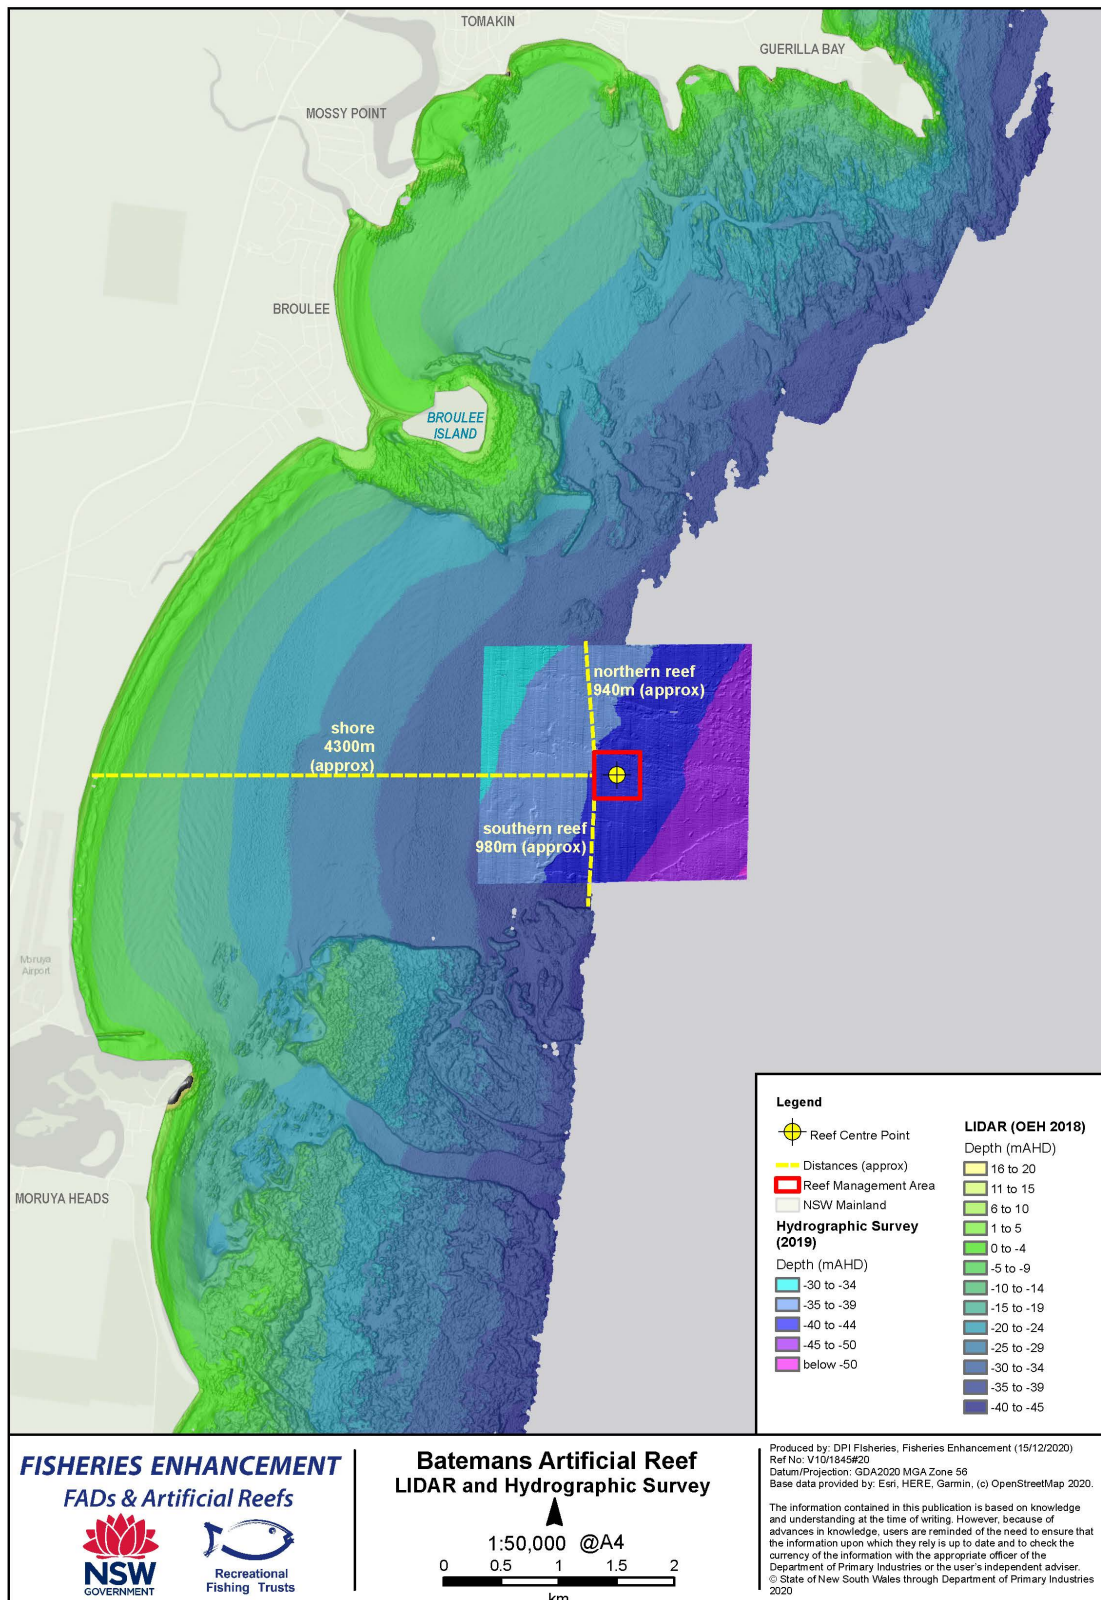 TOMAKIN
GUERILLA BAY
MOSSY POINT
BROULEE
BROULEE
ISLAND
northern reef
940m (approx)
shore
4300m
(approx)
southern reef
980m (approx)
Moruya
Airport
MORUYA HEADS
Legend
Reef Centre Point
Distances (approx)
Reef Management Area
NSW Mainland
Hydrographic Survey
(2019)
Depth (mAHD)
-30 to -34
-35 to -39
-40 to -44
-45 to -50
below -50
LIDAR (OEH 2018)
Depth (mAHD)
16 to 20
11 to 15
6 to 10
1 to 5
0 to -4
-5 to -9
-10 to -14
-15 to -19
-20 to -24
-25 to -29
-30 to -34
-35 to -39
-40 to -45
FISHERIES ENHANCEMENT
FADs & Artificial Reefs
NSW
GOVERNMENT
Recreational
Fishing Trusts
Batemans Artificial Reef
LIDAR and Hydrographic Survey
1:50,000 @A4
0 0.5 1 2
km
Produced by: DPI FIsheries, Fisheries Enhancement (15/12/2020)
Ref No: V10/1845#20
Datum/Projection: GDA2020 MGA Zone 56
Base data provided by: Esri, HERE, Garmin, (c) OpenStreetMap 2020.
The information contained in this publication is based on knowledge
and understanding at the time of writing. However, because of
advances in knowledge, users are reminded of the need to ensure that
the information upon which they rely is up to date and to check the
currency of the information with the appropriate officer of the
Department of Primary Industries or the user's independent adviser.
© State of New South Wales through Department of Primary Industries
2020